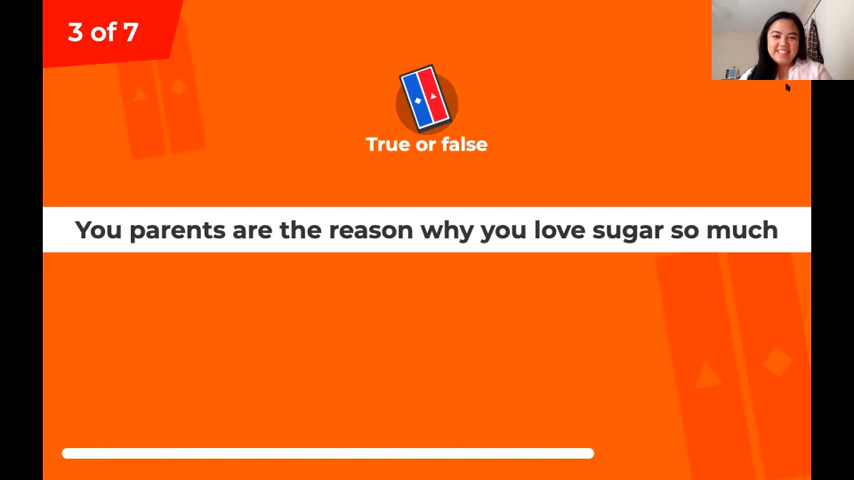 3 of 7
True or false
You parents are the reason why you love sugar so much